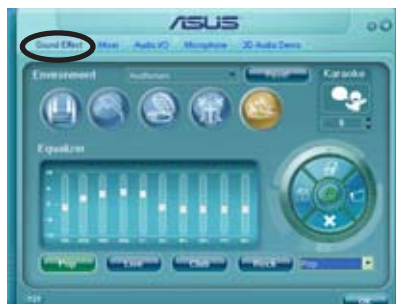 ASUS
Sound Effect Mixer Audio I/O Microphone 3D Audio Demo
Environment Auditorium Reset Karaoke
0
Equalizer
Pop Live Club Rock Pop
OK